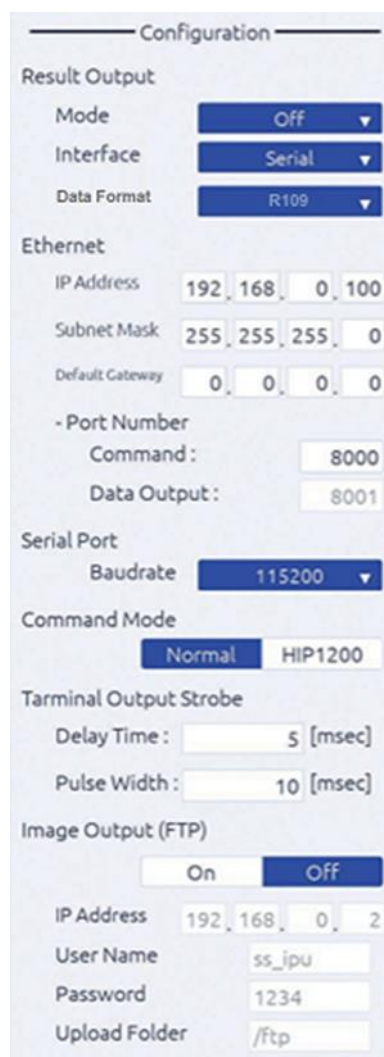 Configuration
Result Output
Mode Off
Interface Serial
Data Format R109
Ethernet
IP Address 192. 168. 0. 100
Subnet Mask 255. 255. 255. 0
Default Gateway 0. 0. 0. 0
- Port Number
Command : 8000
Data Output : 8001
Serial Port
Baudrate 115200
Command Mode
Normal HIP1200
Tarminal Output Strobe
Delay Time : 5 [msec]
Pulse Width : 10 [msec]
Image Output (FTP)
On Off
IP Address 192. 168. 0. 2
User Name ss_ipu
Password 1234
Upload Folder /ftp